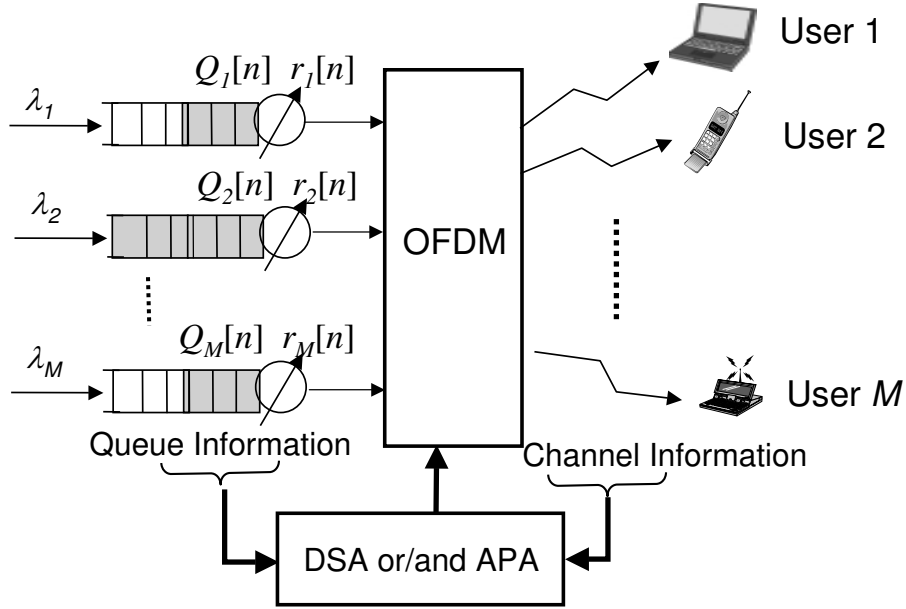 User 1
Q1[n] r1[n]
λ1
User 2
Q2[n] r2[n]
λ2
OFDM
QM[n] rM[n]
λM
User M
Queue Information
Channel Information
DSA or/and APA